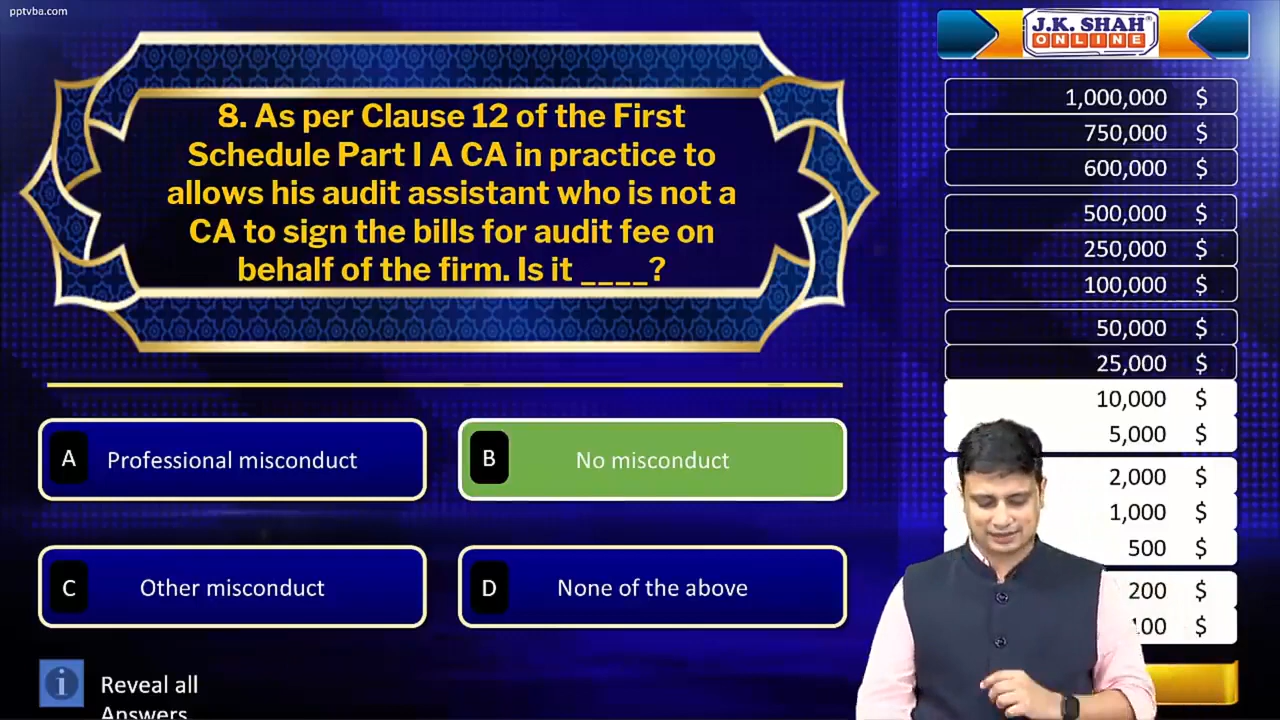 pptvba.com
J.K. SHAH®
ONLINE
8. As per Clause 12 of the First
Schedule Part I A CA in practice to
allows his audit assistant who is not a
CA to sign the bills for audit fee on
behalf of the firm. Is it ____?
A Professional misconduct
B No misconduct
C Other misconduct
D None of the above
i Reveal all
Answers
1,000,000 $
750,000 $
600,000 $
500,000 $
250,000 $
100,000 $
50,000 $
25,000 $
10,000 $
5,000 $
2,000 $
1,000 $
500 $
200 $
100 $